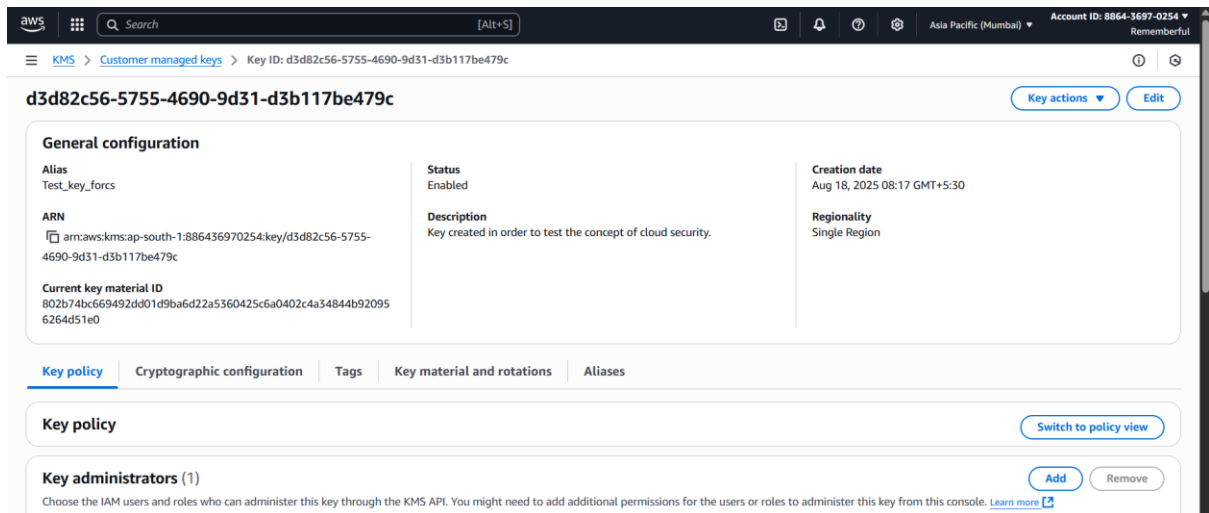 aws
Search
[Alt+S]
Asia Pacific (Mumbai)
Account ID: 8864-3697-0254
Rememberful
KMS > Customer managed keys > Key ID: d3d82c56-5755-4690-9d31-d3b117be479c
d3d82c56-5755-4690-9d31-d3b117be479c
Key actions
Edit
General configuration
Alias
Test_key_forcs
ARN
arn:aws:kms:ap-south-1:886436970254:key/d3d82c56-5755-
4690-9d31-d3b117be479c
Current key material ID
802b74bc669492dd01d9ba6d22a5360425c6a0402c4a34844b92095
6264d51e0
Status
Enabled
Description
Key created in order to test the concept of cloud security.
Creation date
Aug 18, 2025 08:17 GMT+5:30
Regionality
Single Region
Key policy
Cryptographic configuration
Tags
Key material and rotations
Aliases
Key policy
Switch to policy view
Key administrators (1)
Add
Remove
Choose the IAM users and roles who can administer this key through the KMS API. You might need to add additional permissions for the users or roles to administer this key from this console. Learn more